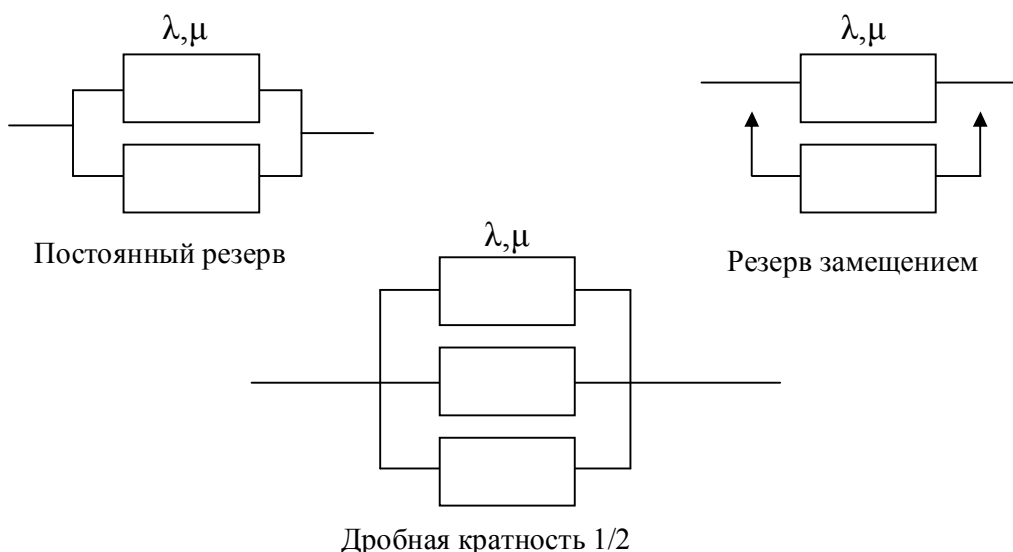 λ,μ
λ,μ
Постоянный резерв
Резерв замещением
λ,μ
Дробная кратность 1/2